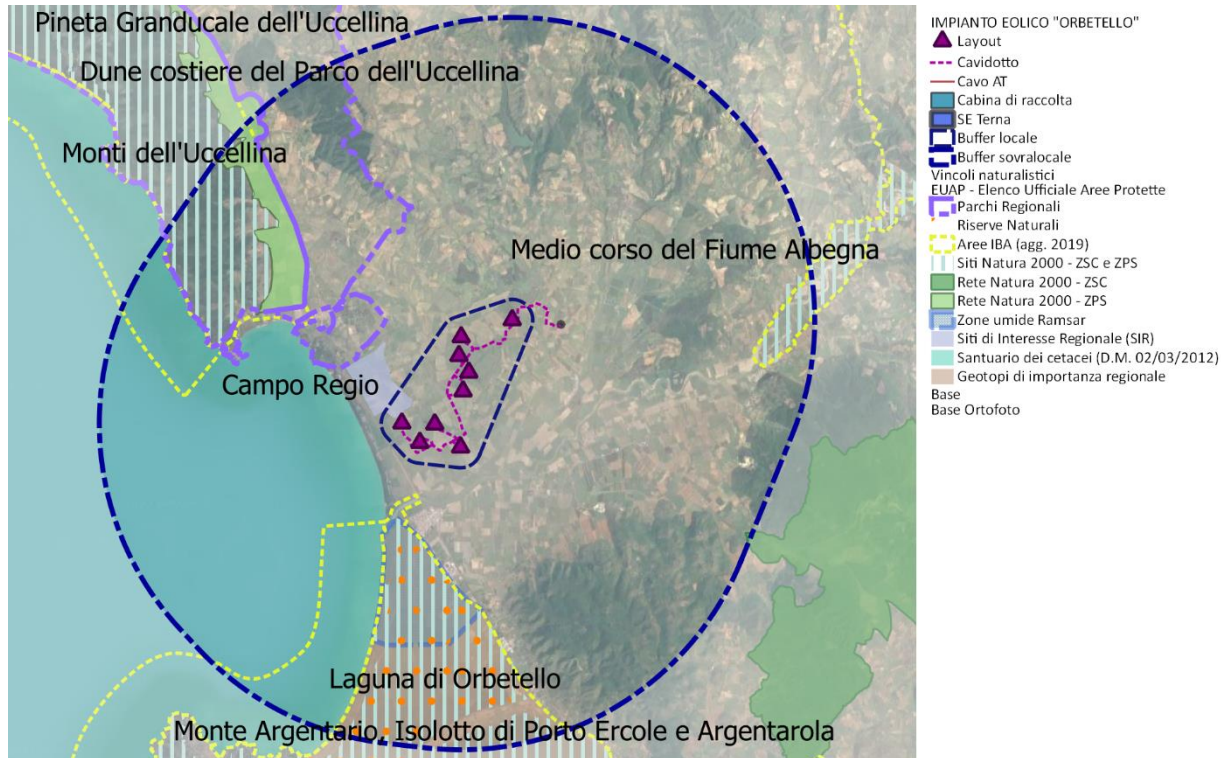 Pineta Granducale dell'Uccellina
Dune costiere del Parco dell'Uccellina
Monti dell'Uccellina
Medio corso del Fiume Albegna
Campo Regio
Laguna di Orbetello
Monte Argentario, Isolotto di Porto Ercole e Argentarola
IMPIANTO EOLICO "ORBETELLO"
Layout
Cavidotto
Cavo AT
Cabina di raccolta
SE Terna
Buffer locale
Buffer sovralocale
Vincoli naturalistici
EUAP - Elenco Ufficiale Aree Protette
Parchi Regionali
Riserve Naturali
Aree IBA (agg. 2019)
Siti Natura 2000 - ZSC e ZPS
Rete Natura 2000 - ZSC
Rete Natura 2000 - ZPS
Zone umide Ramsar
Siti di Interesse Regionale (SIR)
Santuario dei cetacei (D.M. 02/03/2012)
Geotopi di importanza regionale
Base
Base Ortofoto